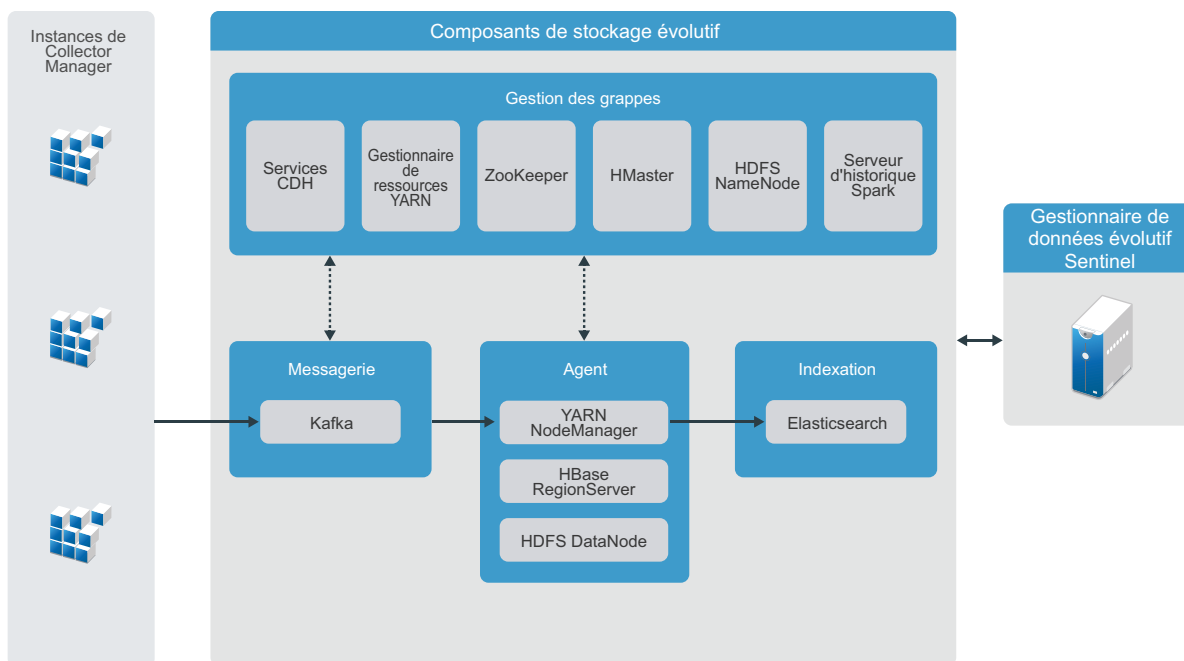 Instances de
Collector
Manager
Composants de stockage évolutif
Gestion des grappes
Services
CDH
Gestionnaire
de
ressources
YARN
ZooKeeper
HMaster
HDFS
NameNode
Serveur
d'historique
Spark
Gestionnaire de
données évolutif
Sentinel
Messagerie
Kafka
Agent
YARN
NodeManager
HBase
RegionServer
HDFS DataNode
Indexation
Elasticsearch